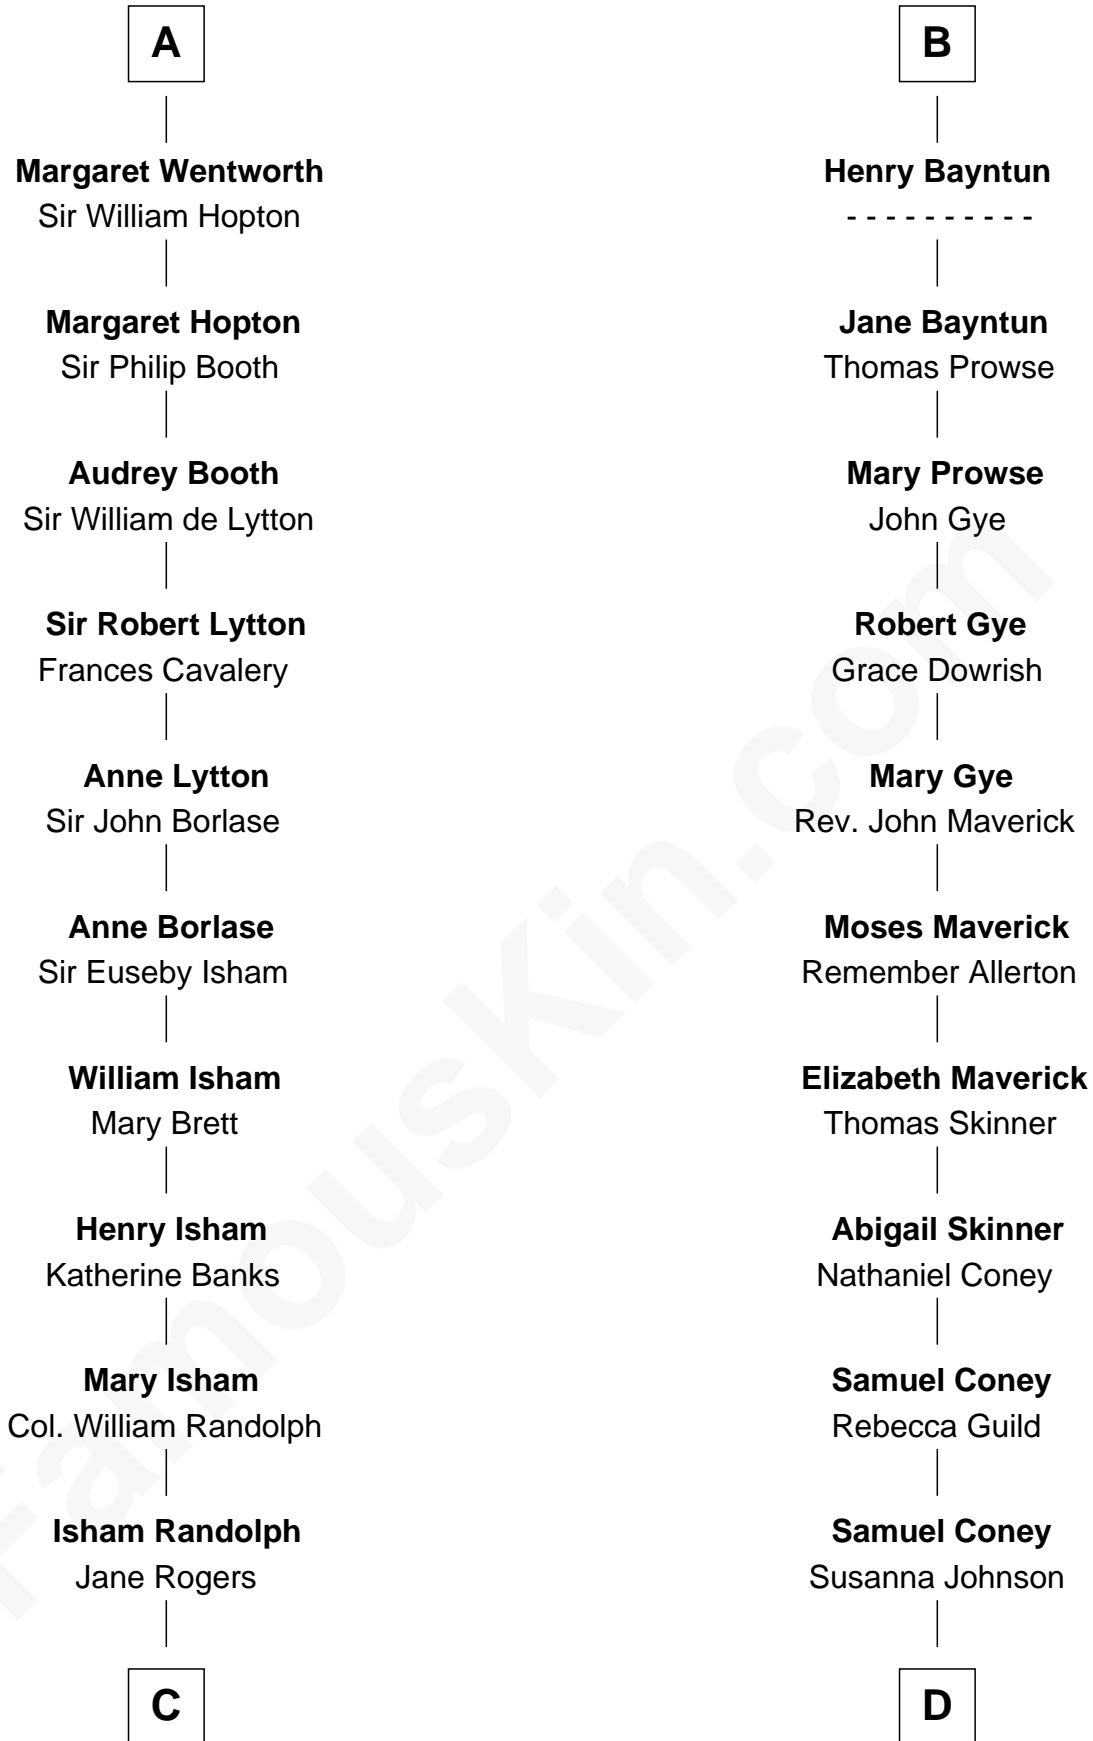 A
Margaret Wentworth
Sir William Hopton
Margaret Hopton
Sir Philip Booth
Audrey Booth
Sir William de Lytton
Sir Robert Lytton
Frances Cavalery
Anne Lytton
Sir John Borlase
Anne Borlase
Sir Euseby Isham
William Isham
Mary Brett
Henry Isham
Katherine Banks
Mary Isham
Col. William Randolph
Isham Randolph
Jane Rogers
C
B
Henry Bayntun
- - - - - - - - - -
Jane Bayntun
Thomas Prowse
Mary Prowse
John Gye
Robert Gye
Grace Dowrish
Mary Gye
Rev. John Maverick
Moses Maverick
Remember Allerton
Elizabeth Maverick
Thomas Skinner
Abigail Skinner
Nathaniel Coney
Samuel Coney
Rebecca Guild
Samuel Coney
Susanna Johnson
D
FamousKin.com